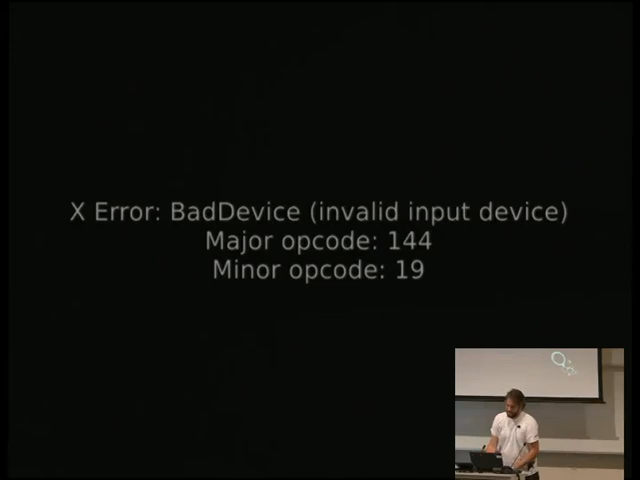 X Error: BadDevice (invalid input device)
Major opcode: 144
Minor opcode: 19